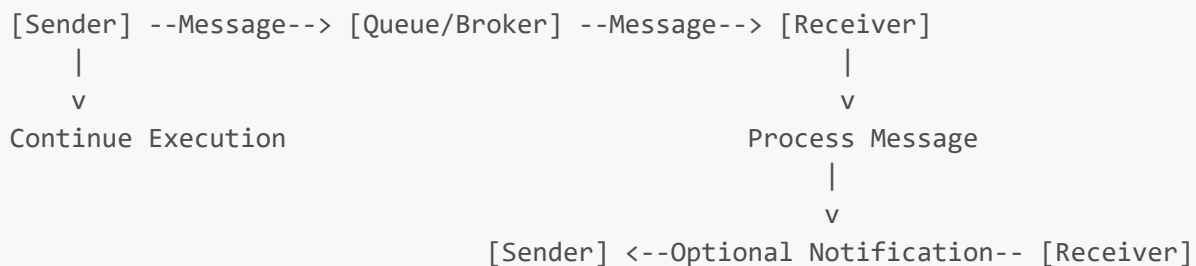 [Sender] --Message--> [Queue/Broker] --Message--> [Receiver]
    |                                                 |
    v                                                 v
Continue Execution                              Process Message
                                                     |
                                                     v
                               [Sender] <--Optional Notification-- [Receiver]